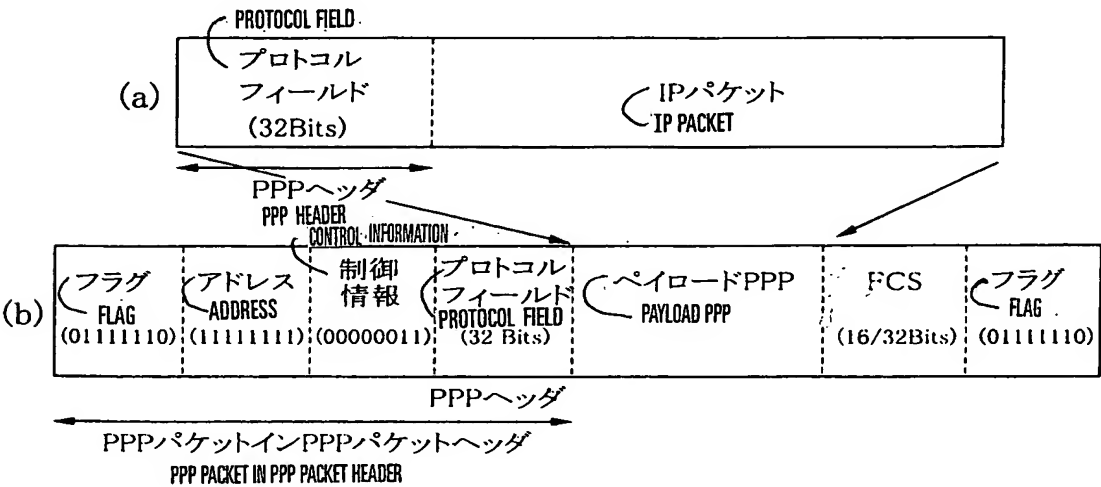 PROTOCOL FIELD
プロトコル
フィールド
(32Bits)
(a)
IPパケット
IP PACKET
PPPヘッダ
PPP HEADER
CONTROL INFORMATION
(b)
フラグ
FLAG
(01111110)
アドレス
ADDRESS
(11111111)
制御
情報
(00000011)
プロトコル
フィールド
PROTOCOL FIELD
(32 Bits)
ペイロードPPP
PAYLOAD PPP
FCS
(16/32Bits)
フラグ
FLAG
(01111110)
PPPヘッダ
PPPパケットインPPPパケットヘッダ
PPP PACKET IN PPP PACKET HEADER